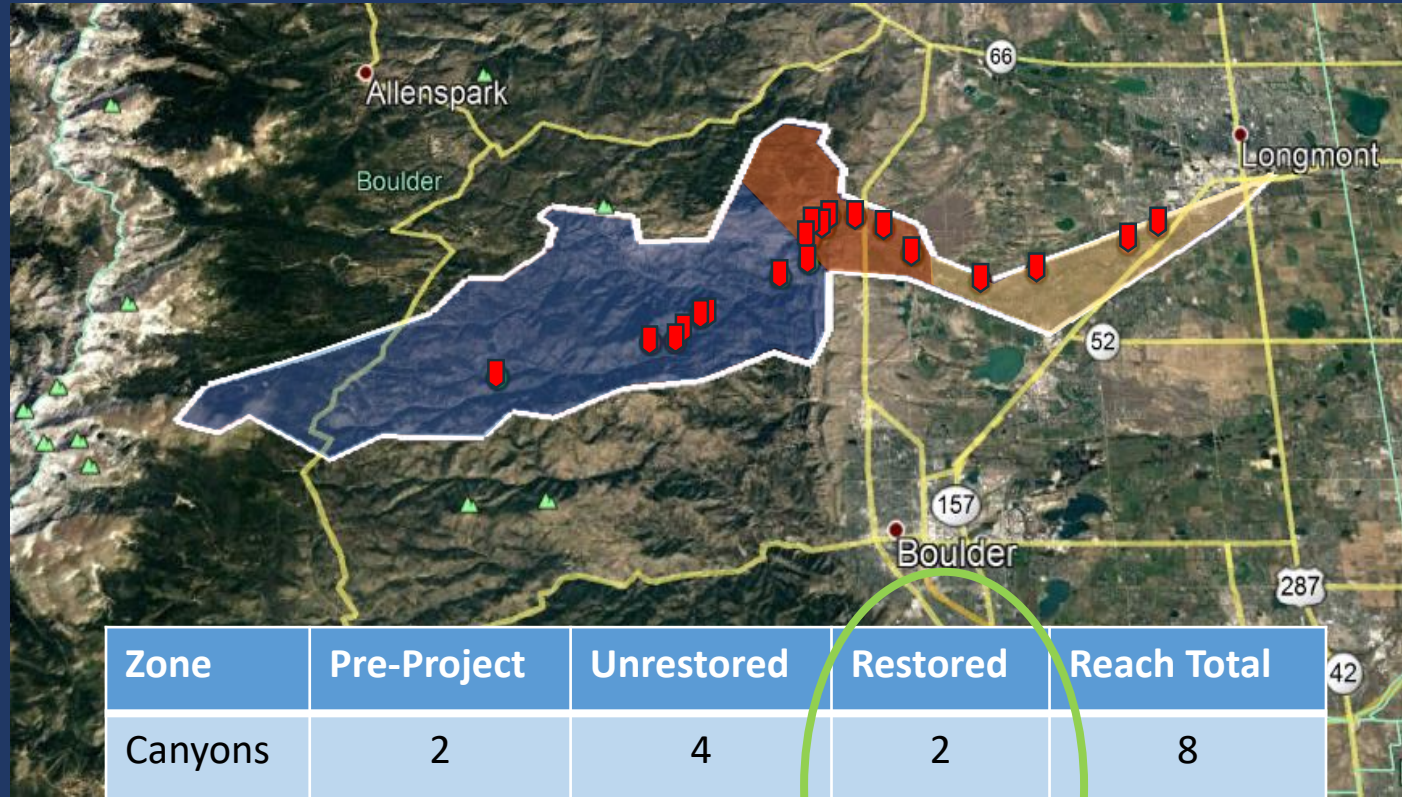 66
Allenspark
Longmont
Boulder
52
157
Boulder
287
42
Zone Pre-Project Unrestored Restored Reach Total
Canyons 2 4 2 8